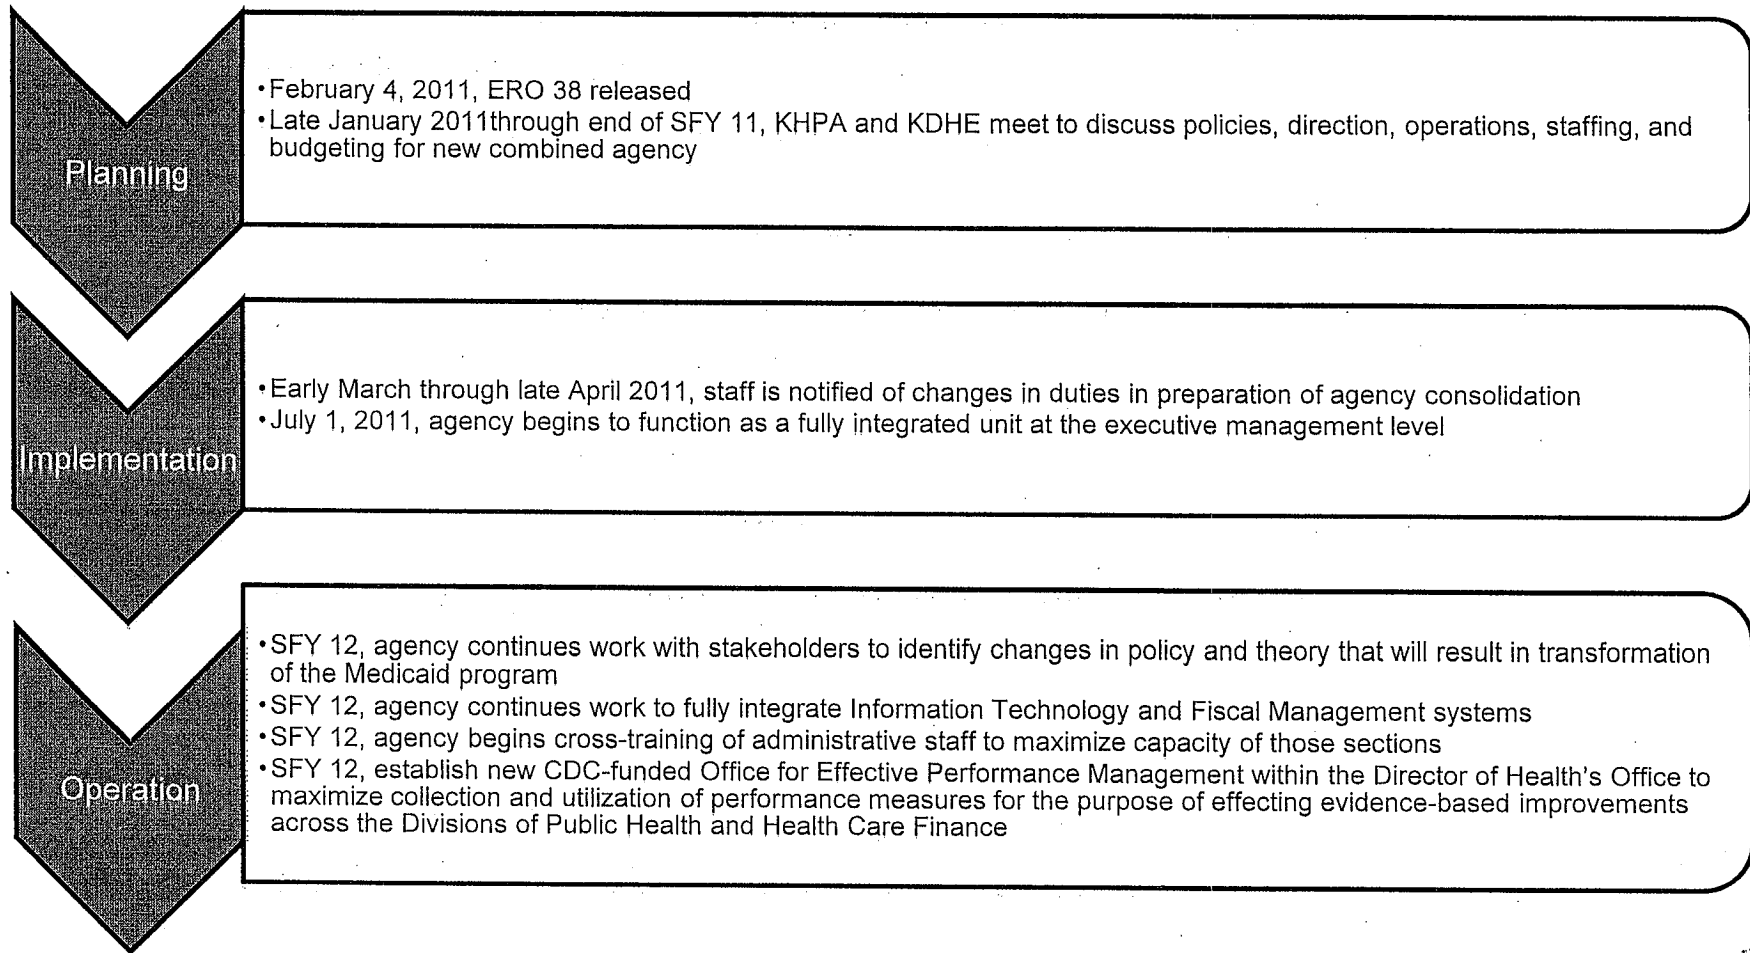 Planning
•February 4, 2011, ERO 38 released
•Late January 2011through end of SFY 11, KHPA and KDHE meet to discuss policies, direction, operations, staffing, and
budgeting for new combined agency
Implementation
•Early March through late April 2011, staff is notified of changes in duties in preparation of agency consolidation
•July 1, 2011, agency begins to function as a fully integrated unit at the executive management level
Operation
•SFY 12, agency continues work with stakeholders to identify changes in policy and theory that will result in transformation
of the Medicaid program
•SFY 12, agency continues work to fully integrate Information Technology and Fiscal Management systems
•SFY 12, agency begins cross-training of administrative staff to maximize capacity of those sections
•SFY 12, establish new CDC-funded Office for Effective Performance Management within the Director of Health's Office to
maximize collection and utilization of performance measures for the purpose of effecting evidence-based improvements
across the Divisions of Public Health and Health Care Finance